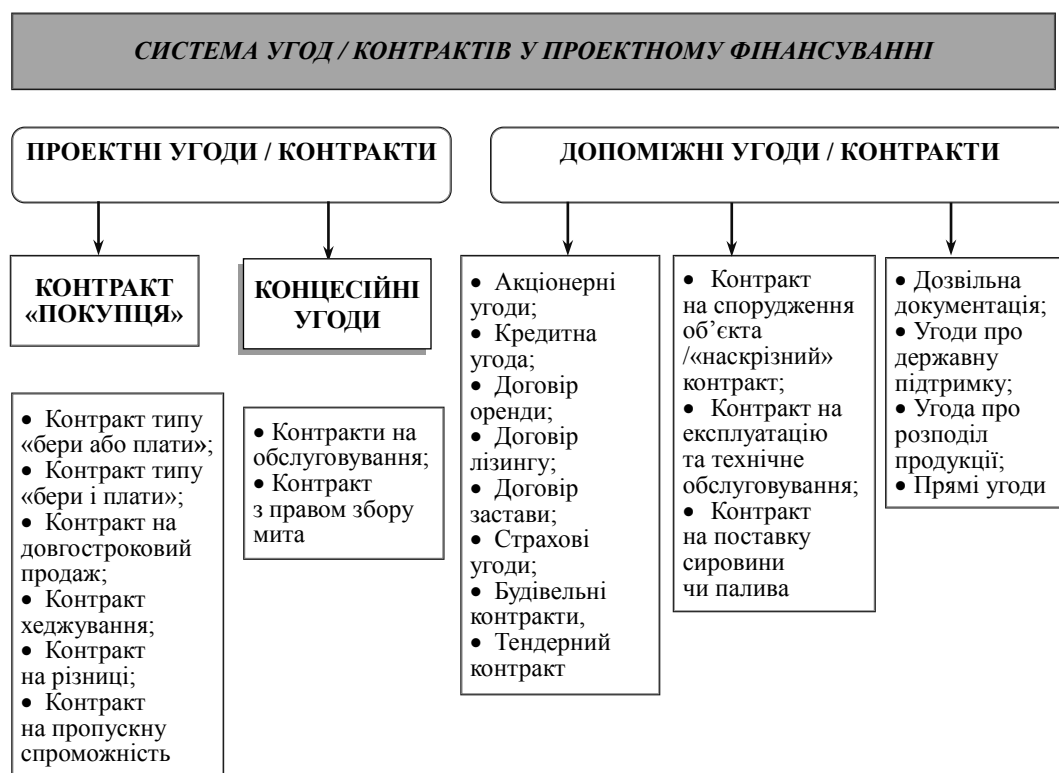 СИСТЕМА УГОД / КОНТРАКТІВ У ПРОЕКТНОМУ ФІНАНСУВАННІ
ПРОЕКТНІ УГОДИ / КОНТРАКТИ
ДОПОМІЖНІ УГОДИ / КОНТРАКТИ
КОНТРАКТ
«ПОКУПЦЯ»
КОНЦЕСІЙНІ
УГОДИ
• Контракт типу
«бери або плати»;
• Контракт типу
«бери і плати»;
• Контракт на
довгостроковий
продаж;
• Контракт
хеджування;
• Контракт
на різниці;
• Контракт
на пропускну
спроможність
• Контракти на
обслуговування;
• Контракт
з правом збору
мита
• Акціонерні
угоди;
• Кредитна
угода;
• Договір
оренди;
• Договір
лізингу;
• Договір
застави;
• Страхові
угоди;
• Будівельні
контракти,
• Тендерний
контракт
• Контракт
на спорудження
об’єкта
/«наскрізний»
контракт;
• Контракт на
експлуатацію
та технічне
обслуговування;
• Контракт
на поставку
сировини
чи палива
• Дозвільна
документація;
• Угоди про
державну
підтримку;
• Угода про
розподіл
продукції;
• Прямі угоди